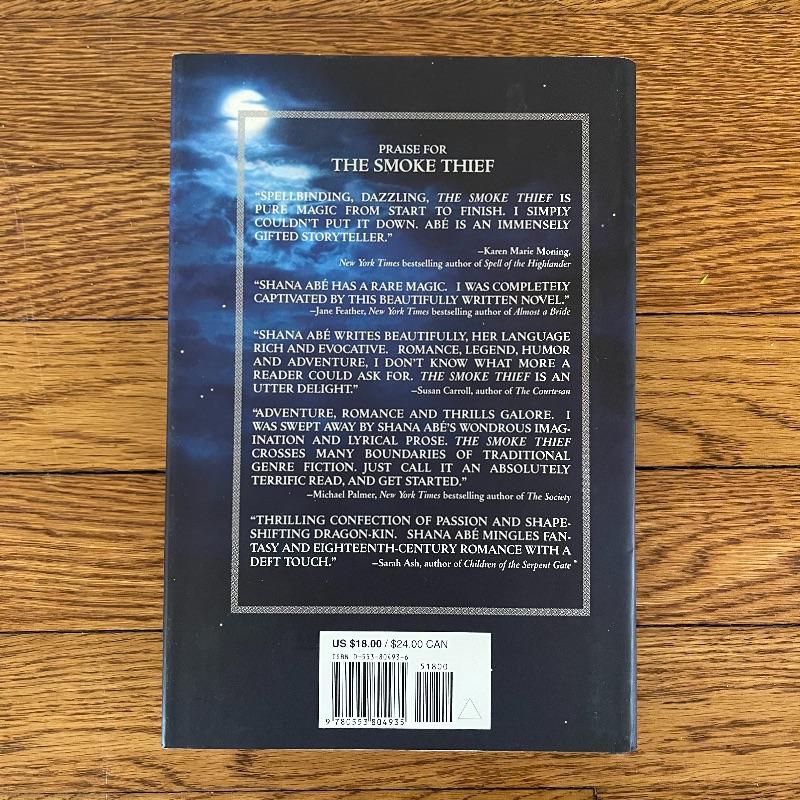 PRAISE FOR
THE SMOKE THIEF
“SPELLBINDING, DAZZLING, THE SMOKE THIEF IS
PURE MAGIC FROM START TO FINISH. I SIMPLY
COULDN’T PUT IT DOWN. ABÉ IS AN IMMENSELY
GIFTED STORYTELLER.”
–Karen Marie Moning,
New York Times bestselling author of Spell of the Highlander
“SHANA ABÉ HAS A RARE MAGIC. I WAS COMPLETELY
CAPTIVATED BY THIS BEAUTIFULLY WRITTEN NOVEL.”
–Jane Feather, New York Times bestselling author of Almost a Bride
“SHANA ABÉ WRITES BEAUTIFULLY, HER LANGUAGE
RICH AND EVOCATIVE. ROMANCE, LEGEND, HUMOR
AND ADVENTURE, I DON’T KNOW WHAT MORE A
READER COULD ASK FOR. THE SMOKE THIEF IS AN
UTTER DELIGHT.” –Susan Carroll, author of The Courtesan
“ADVENTURE, ROMANCE AND THRILLS GALORE. I
WAS SWEPT AWAY BY SHANA ABÉ’S WONDROUS IMAG-
INATION AND LYRICAL PROSE. THE SMOKE THIEF
CROSSES MANY BOUNDARIES OF TRADITIONAL
GENRE FICTION. JUST CALL IT AN ABSOLUTELY
TERRIFIC READ, AND GET STARTED.”
–Michael Palmer, New York Times bestselling author of The Society
“THRILLING CONFECTION OF PASSION AND SHAPE-
SHIFTING DRAGON-KIN. SHANA ABÉ MINGLES FAN-
TASY AND EIGHTEENTH-CENTURY ROMANCE WITH A
DEFT TOUCH.” –Sarah Ash, author of Children of the Serpent Gate
US $18.00 / $24.00 CAN
ISBN 0-553-80493-6
51800
9 780553 804935